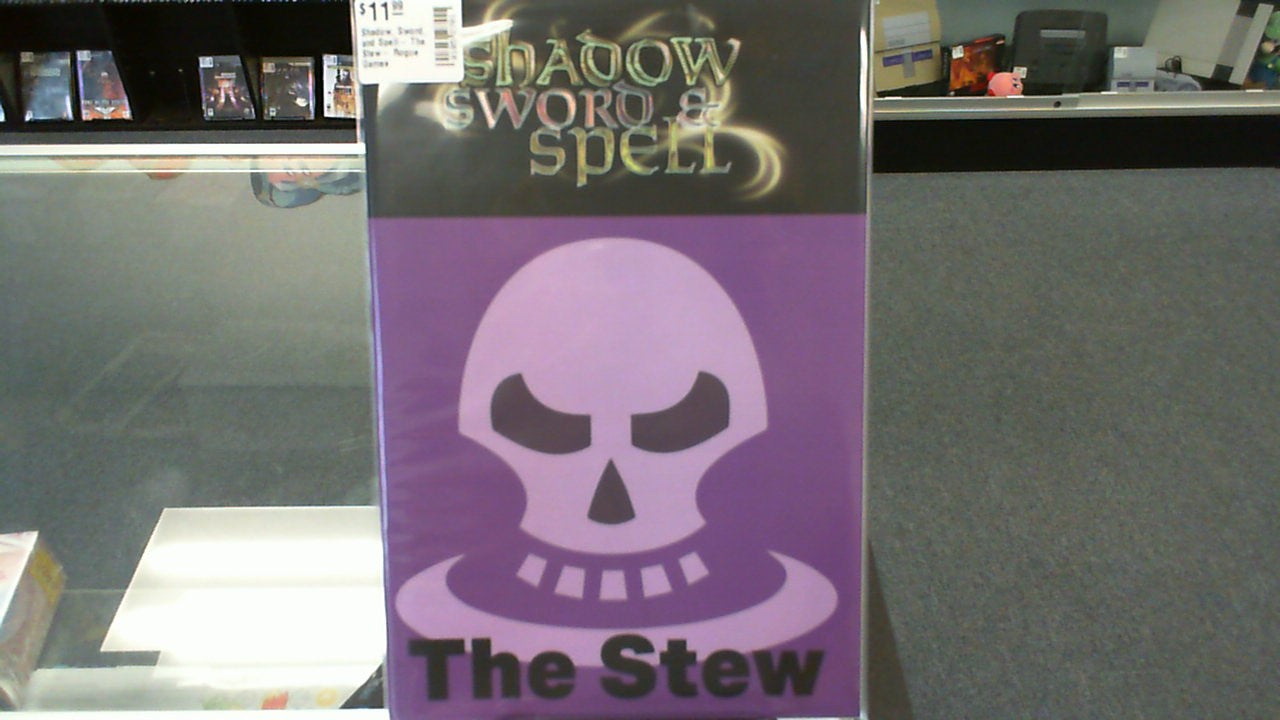 $11.99
Shadow, Sword,
and Spell - The
Stew - Rogue
Games
Shadow
Sword &
Spell
The Stew